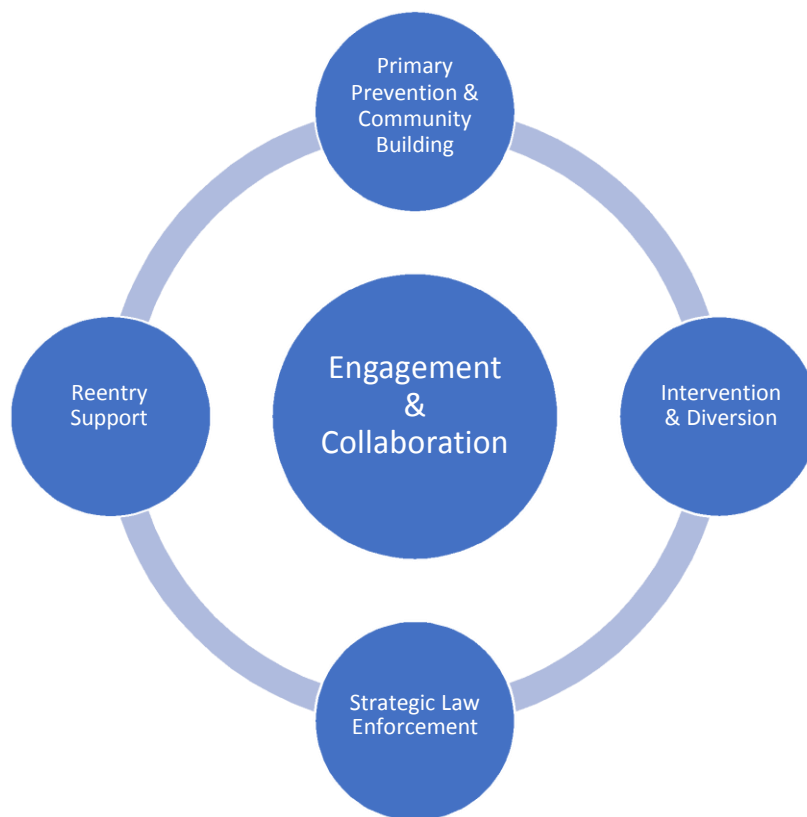 Primary
Prevention &
Community
Building
Engagement
&
Collaboration
Reentry
Support
Intervention
& Diversion
Strategic Law
Enforcement